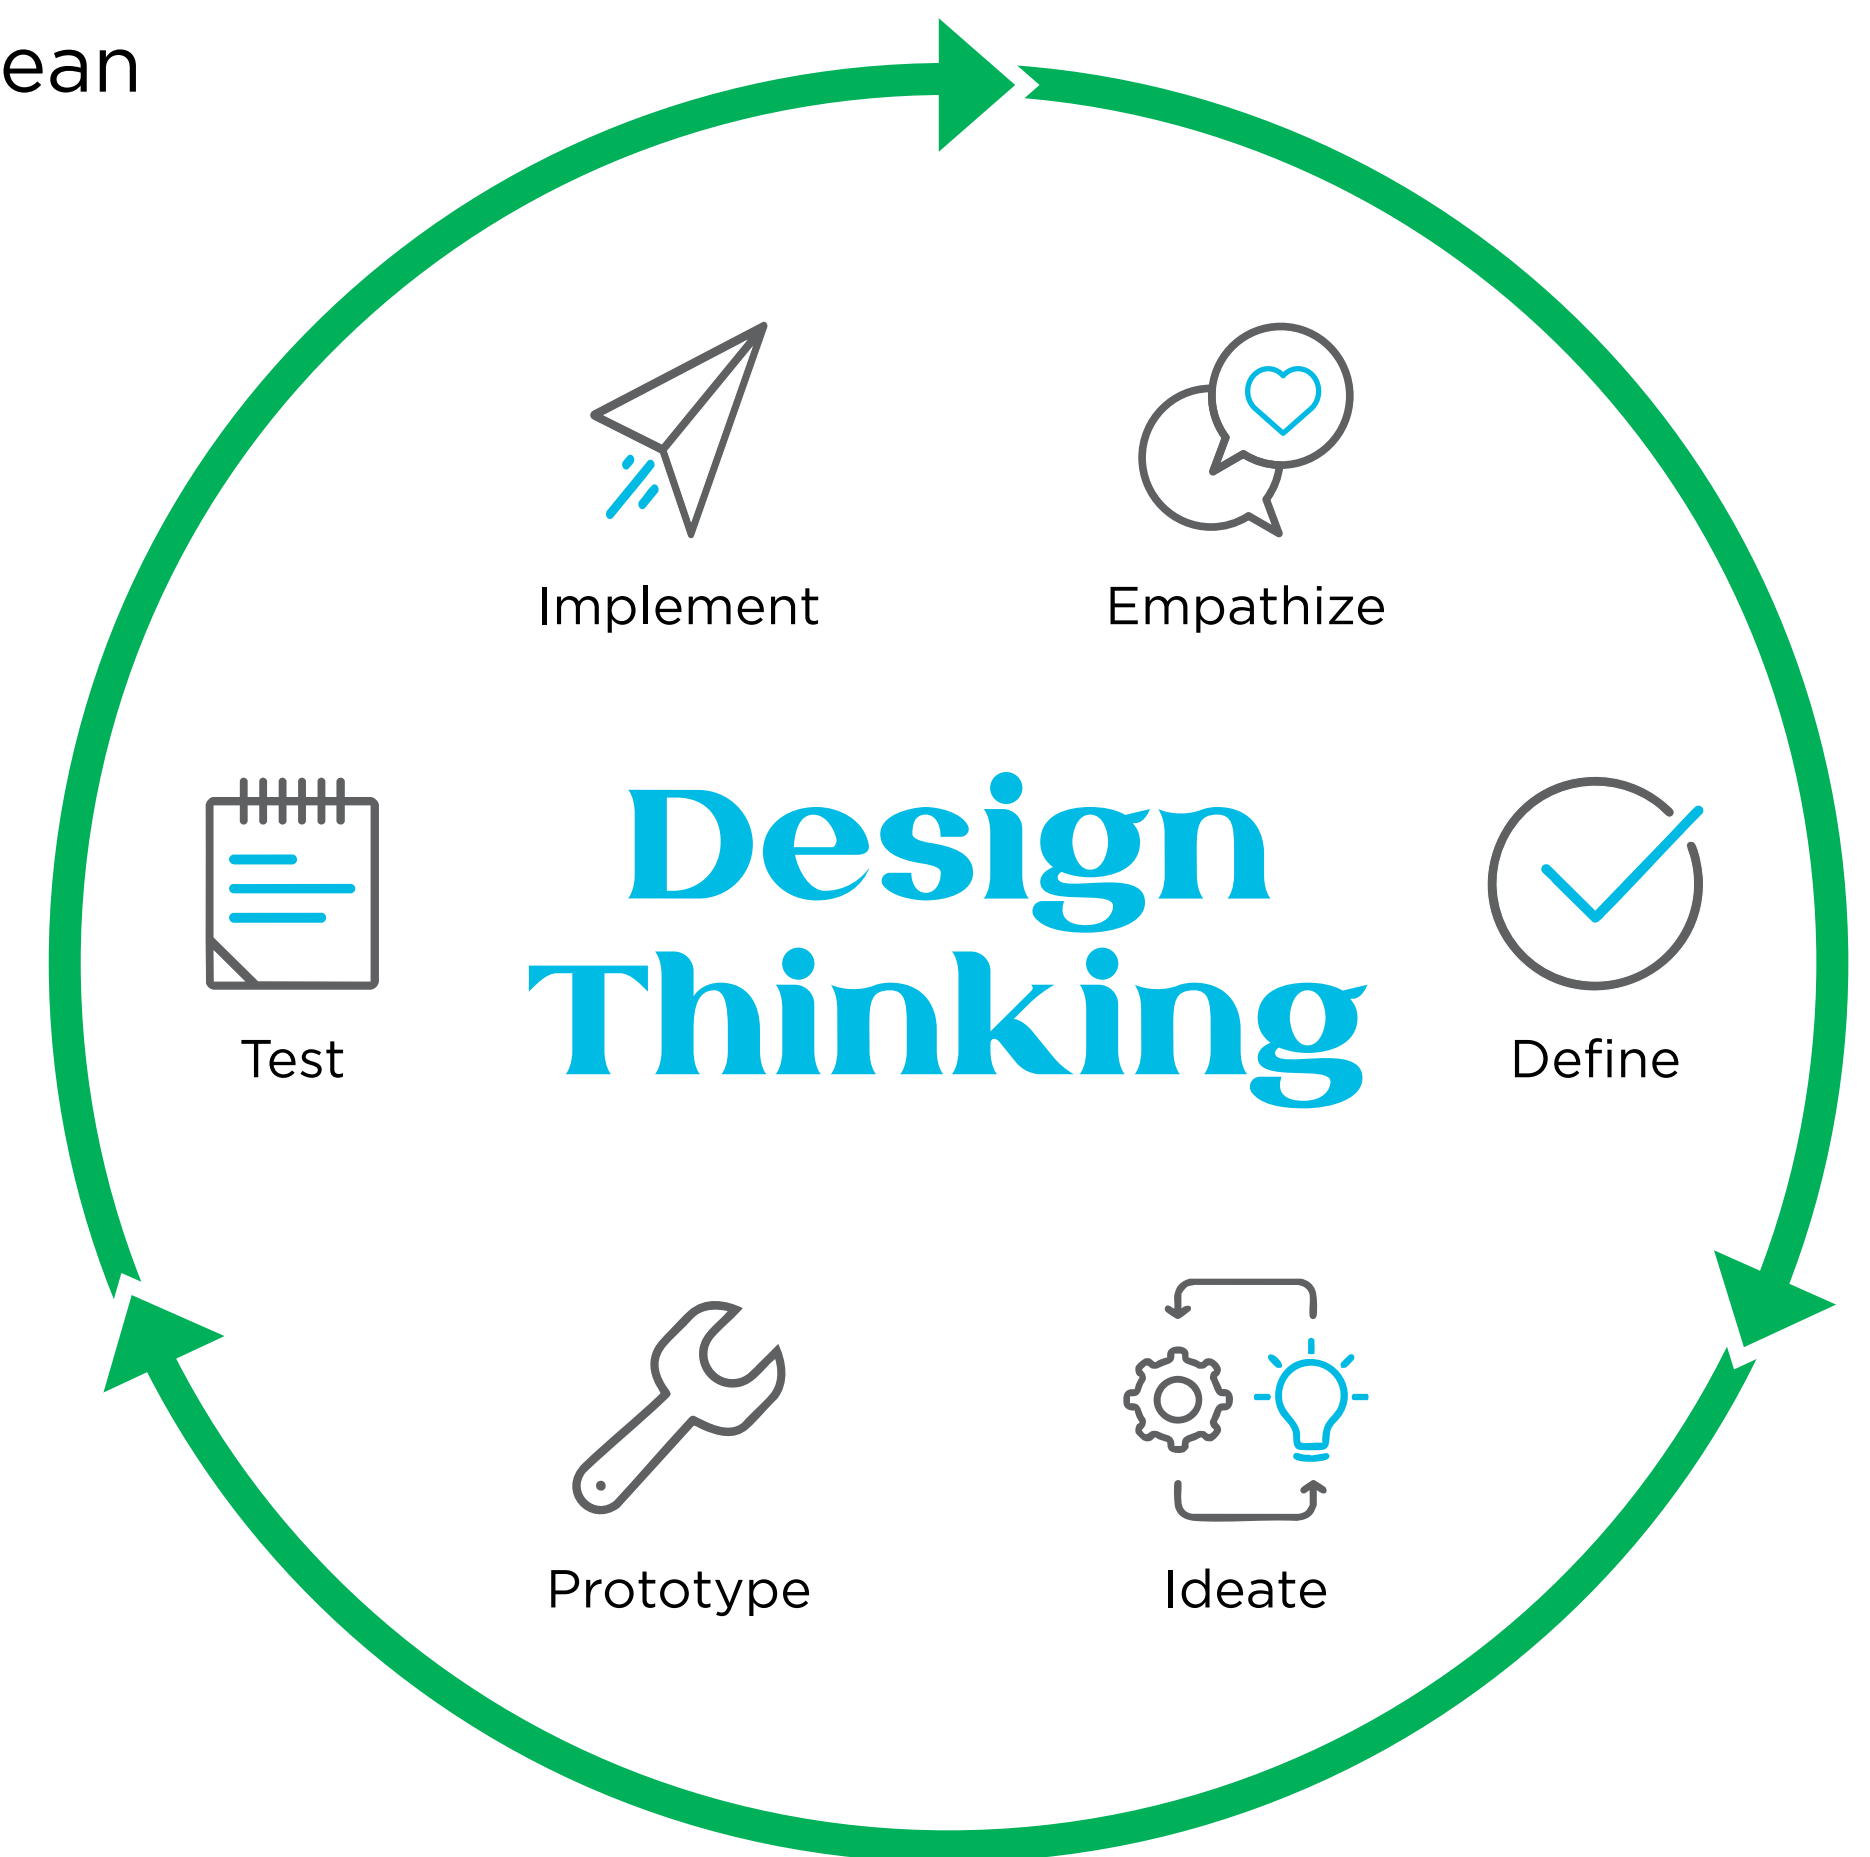 ean
Implement
Empathize
Design
Thinking
Test
Define
Prototype
Ideate